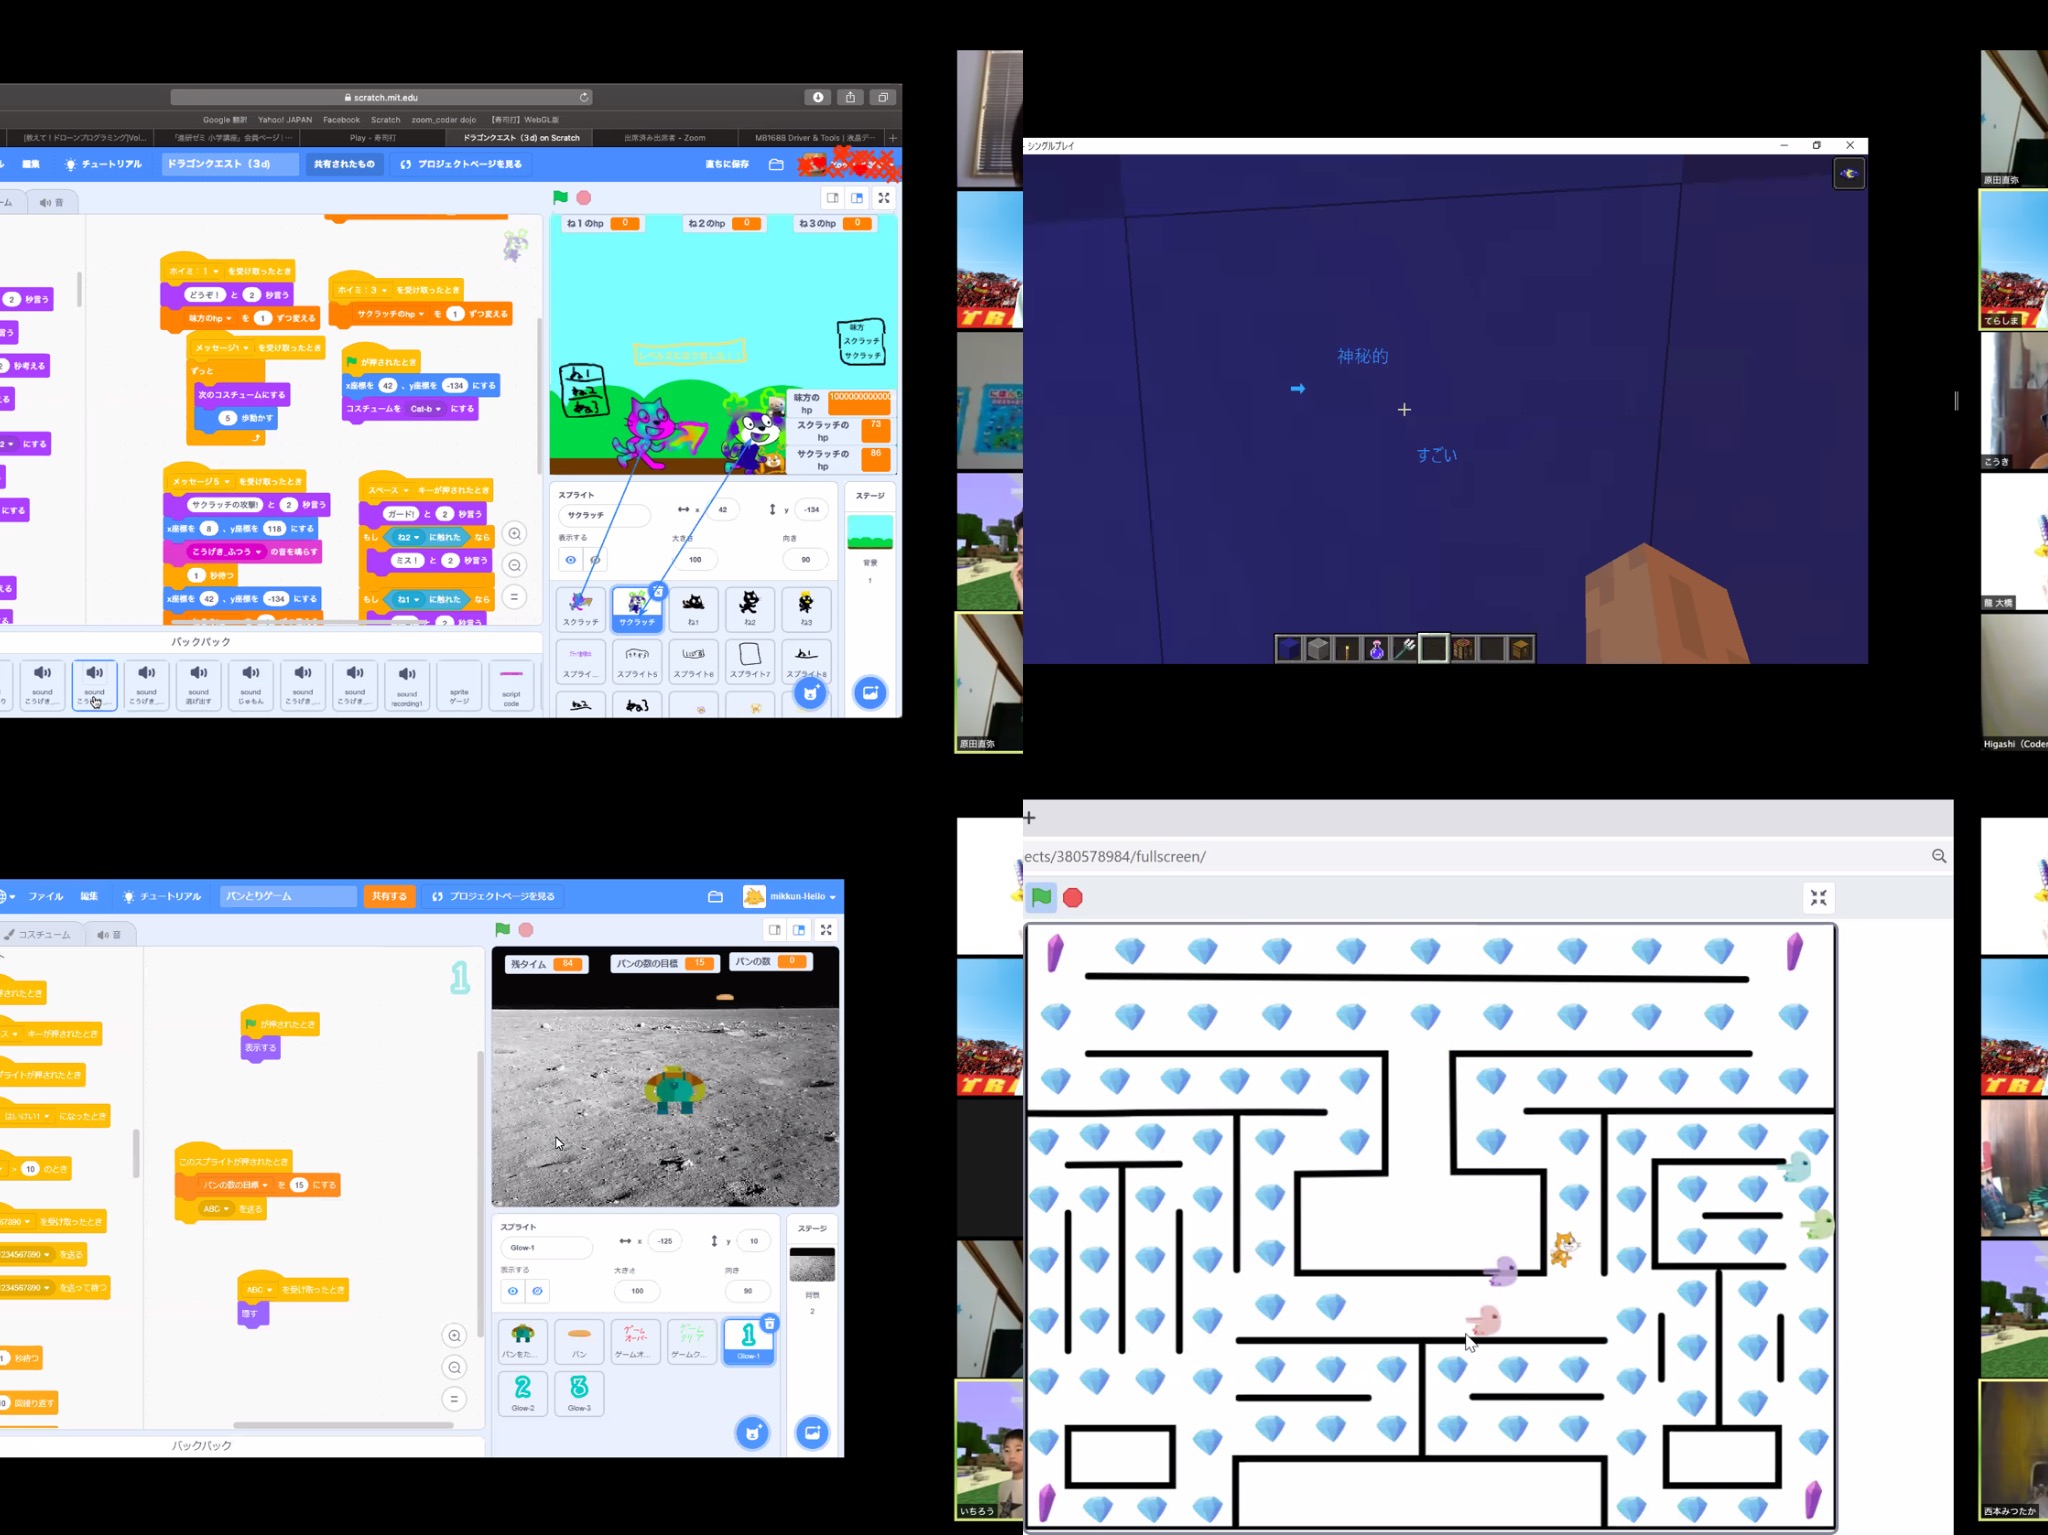 scratch.mit.edu
Google 翻訳 Yahoo! JAPAN Facebook Scratch zoom_coder dojo 【寿司打】WebGL版
[教えて！ドローンプログラミング]Vol...
「進研ゼミ 小学講座」会員ページ | ...
Play - 寿司打
ドラゴンクエスト（3d) on Scratch
出席済み出席者 - Zoom
MB168B Driver & Tools | 液晶デ...
編集 チュートリアル ドラゴンクエスト（3d） 共有されたもの プロジェクトページを見る 直ちに保存
音
ホイミ：1 を受け取ったとき
どうぞ！ と 2 秒言う
味方のhp を 1 ずつ変える
ホイミ：3 を受け取ったとき
サクラッチのhp を 1 ずつ変える
メッセージ1 を受け取ったとき
ずっと
次のコスチュームにする
5 歩動かす
が押されたとき
x座標を 42 、y座標を -134 にする
コスチュームを Cat-b にする
メッセージ5 を受け取ったとき
サクラッチの攻撃! と 2 秒言う
x座標を 8 、y座標を 118 にする
こうげき_ふつう の音を鳴らす
1 秒待つ
x座標を 42 、y座標を -134 にする
スペース キーが押されたとき
ガード! と 2 秒言う
もし ね2 に触れた なら
ミス！ と 2 秒言う
もし ね1 に触れた なら
2 秒言う
秒考える
2 にする
にする
バックパック
sound こうげき_...
sound こうげき_...
sound 逃げ出す
sound じゅもん
sound こうげき_...
sound こうげき_...
sound recording1
sprite ゲージ
script code
ね1のhp 0
ね2のhp 0
ね3のhp 0
味方
スクラッチ
サクラッチ
ね1
ね2
ね3
味方のhp 1000000000000
スクラッチのhp 73
サクラッチのhp 86
スプライト
サクラッチ x 42 y -134
表示する 大きさ 100 向き 90
ステージ
背景
1
スクラッチ サクラッチ ね1 ね2 ね3
スプライ... スプライト5 スプライト6 スプライト7 スプライト8
原田直弥
シングルプレイ
神秘的
すごい
原田直弥
てらしま
こうき
龍 大橋
Higashi（Coder
ファイル 編集 チュートリアル パンとりゲーム 共有する プロジェクトページを見る mikkun-Hello
コスチューム 音
されたとき
キーが押されたとき
プライトが押されたとき
はいけい1 になったとき
> 10 のとき
67890 を受け取ったとき
1234567890 を送る
1234567890 を送って待つ
1 秒待つ
10 回繰り返す
が押されたとき
表示する
このスプライトが押されたとき
パンの数の目標 を 15 にする
ABC を送る
ABC を受け取ったとき
隠す
バックパック
1
残タイム 84
パンの数の目標 15
パンの数 0
スプライト
Glow-1 x -125 y 10
表示する 大きさ 100 向き 90
ステージ
背景
2
パンをた... パン ゲームオ... ゲームク... Glow-1
Glow-2 Glow-3
いちろう
ects/380578984/fullscreen/
西本みつたか